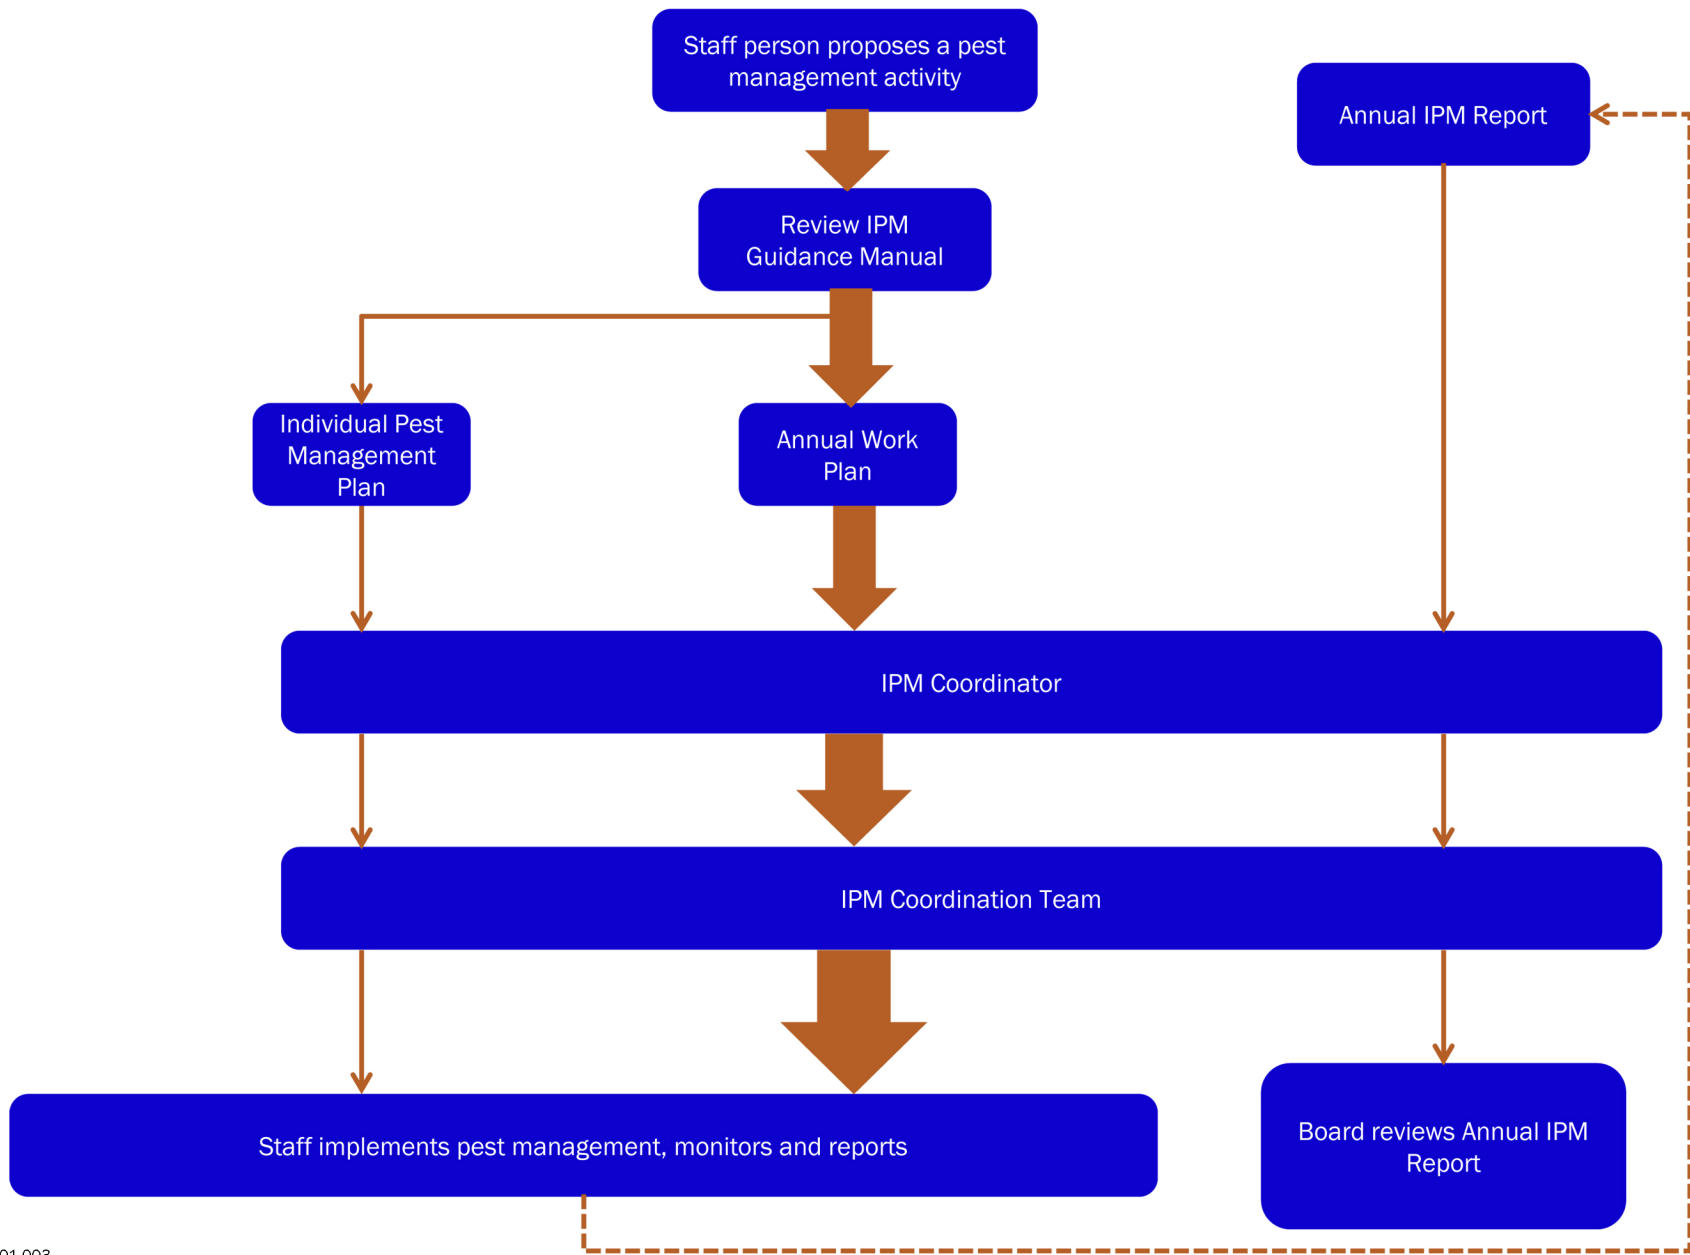 Staff person proposes a pest
management activity
Annual IPM Report
Review IPM
Guidance Manual
Individual Pest
Management
Plan
Annual Work
Plan
IPM Coordinator
IPM Coordination Team
Staff implements pest management, monitors and reports
Board reviews Annual IPM
Report